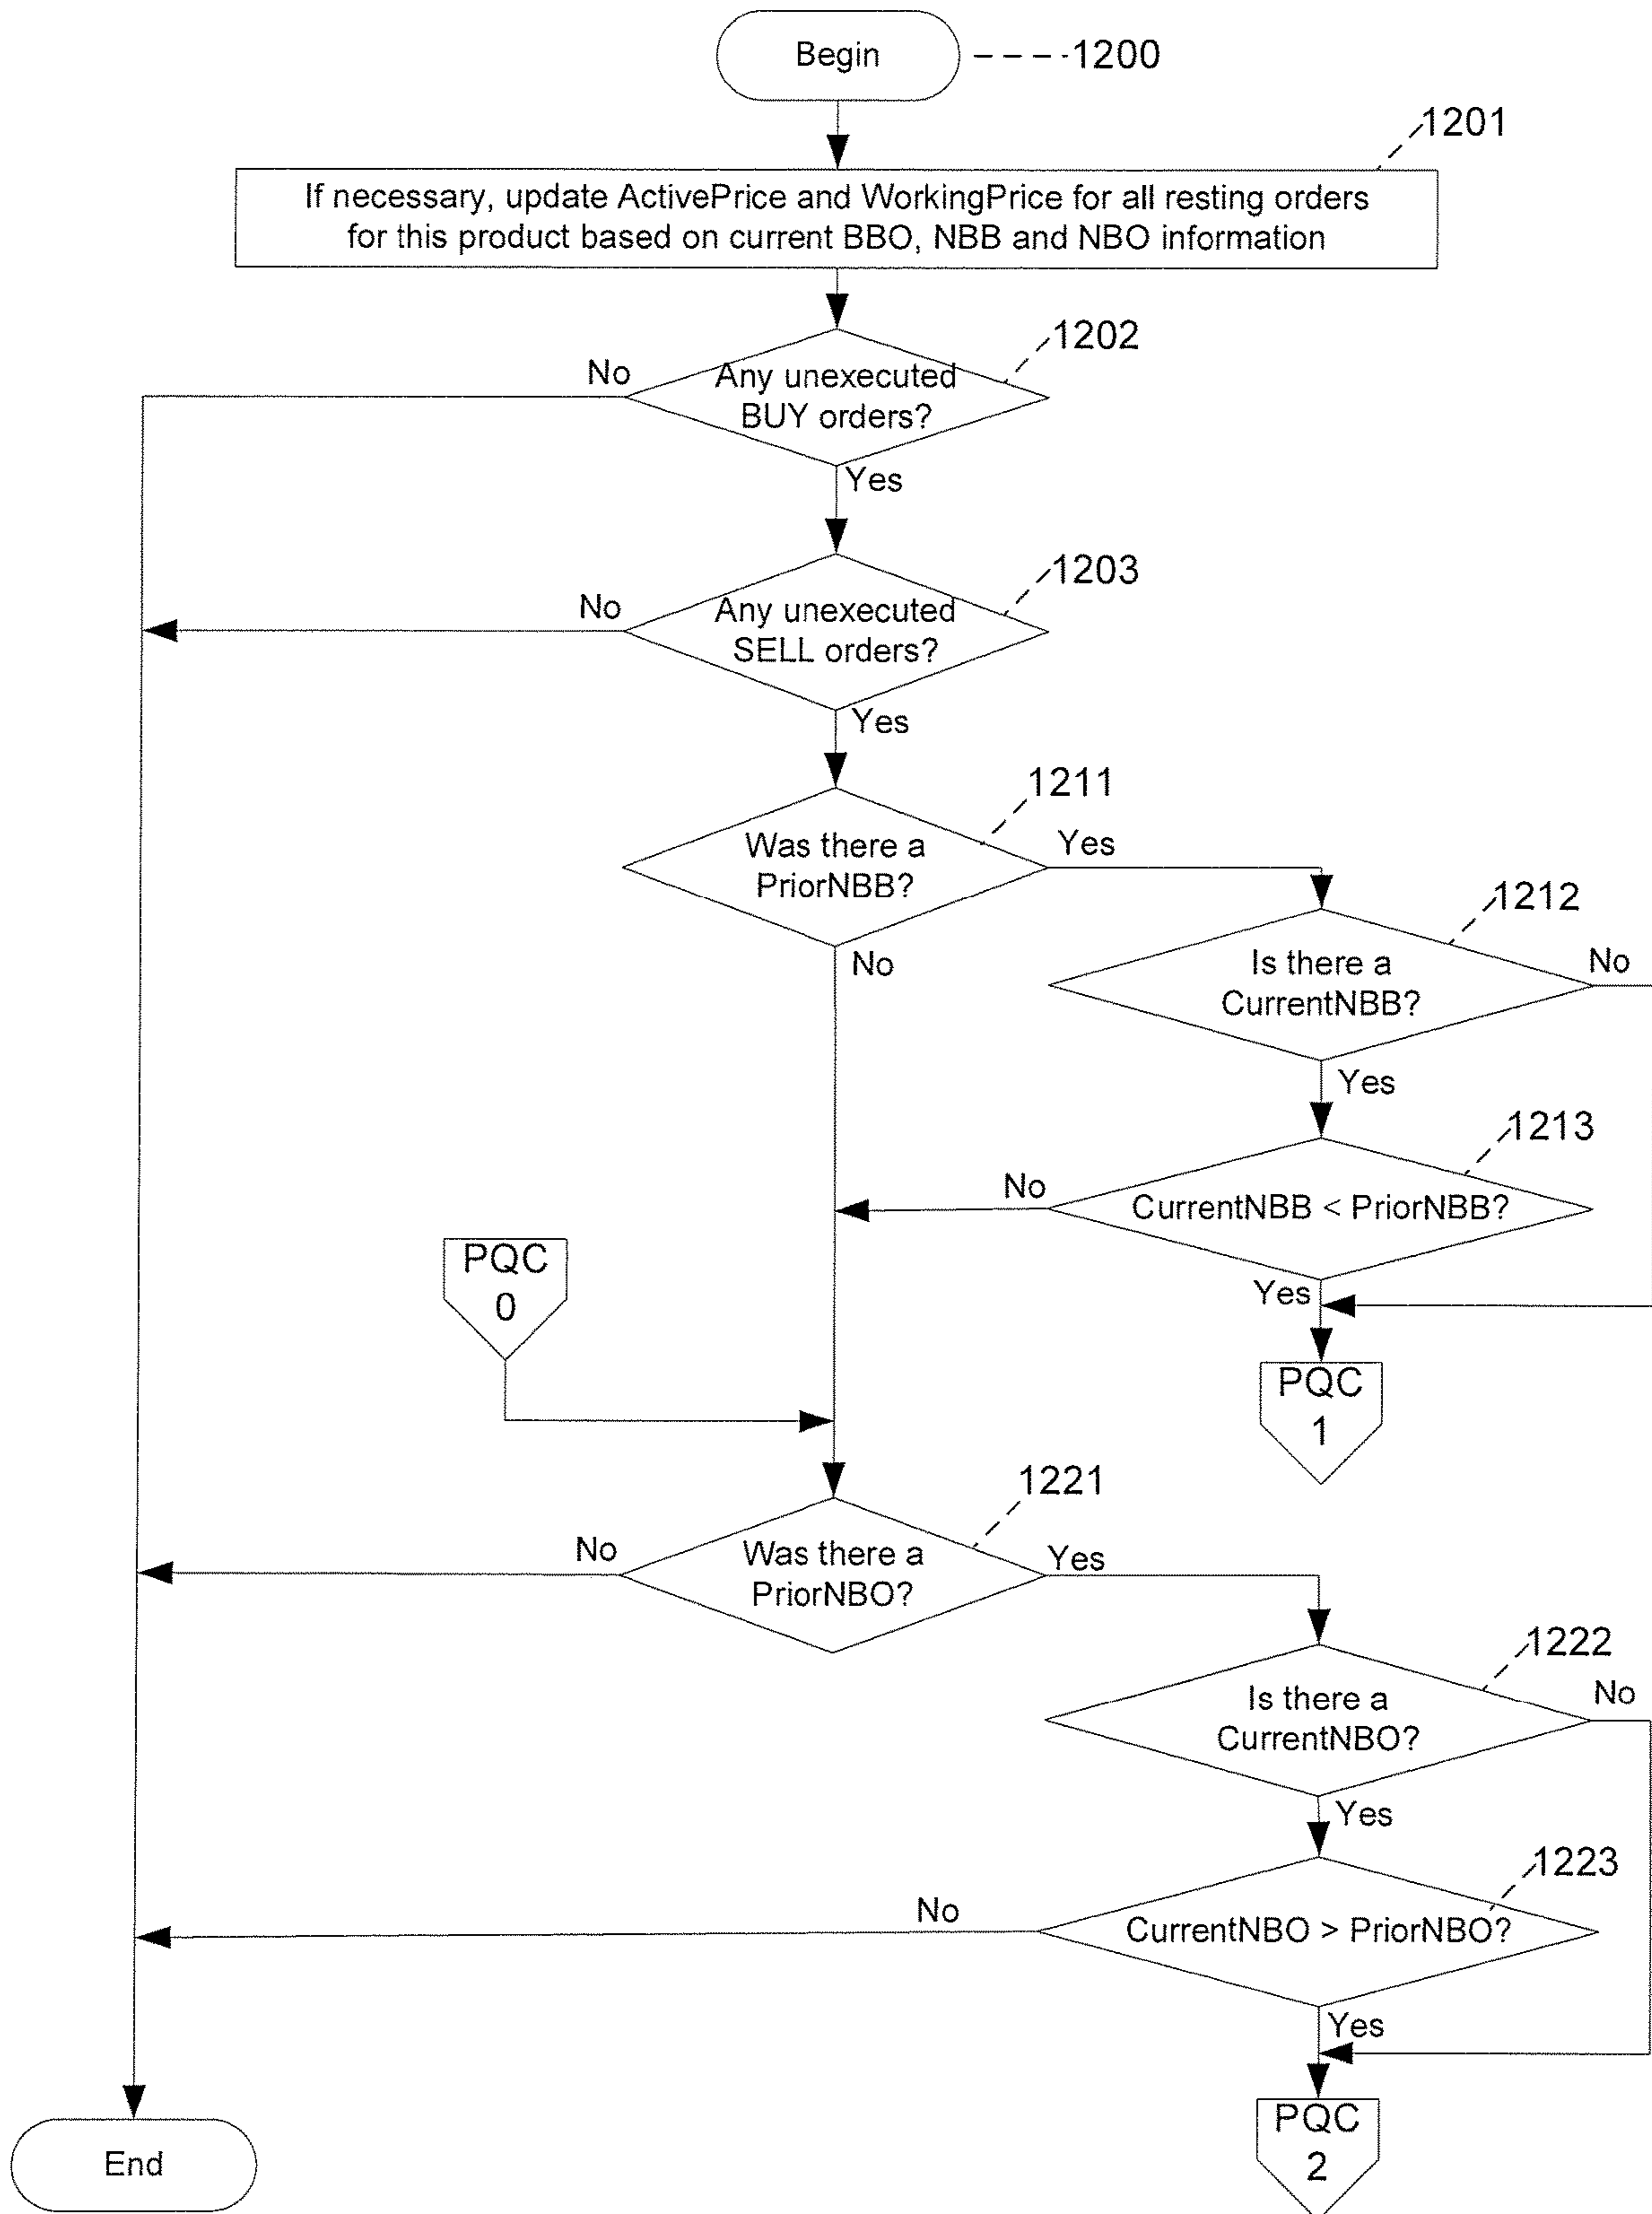 Begin
1200
1201
If necessary, update ActivePrice and WorkingPrice for all resting orders
for this product based on current BBO, NBB and NBO information
1202
No
Any unexecuted
BUY orders?
Yes
1203
No
Any unexecuted
SELL orders?
Yes
1211
Was there a
PriorNBB?
Yes
No
1212
Is there a
CurrentNBB?
No
Yes
1213
No
CurrentNBB < PriorNBB?
Yes
PQC
0
PQC
1
1221
No
Was there a
PriorNBO?
Yes
1222
Is there a
CurrentNBO?
No
Yes
1223
No
CurrentNBO > PriorNBO?
Yes
PQC
2
End